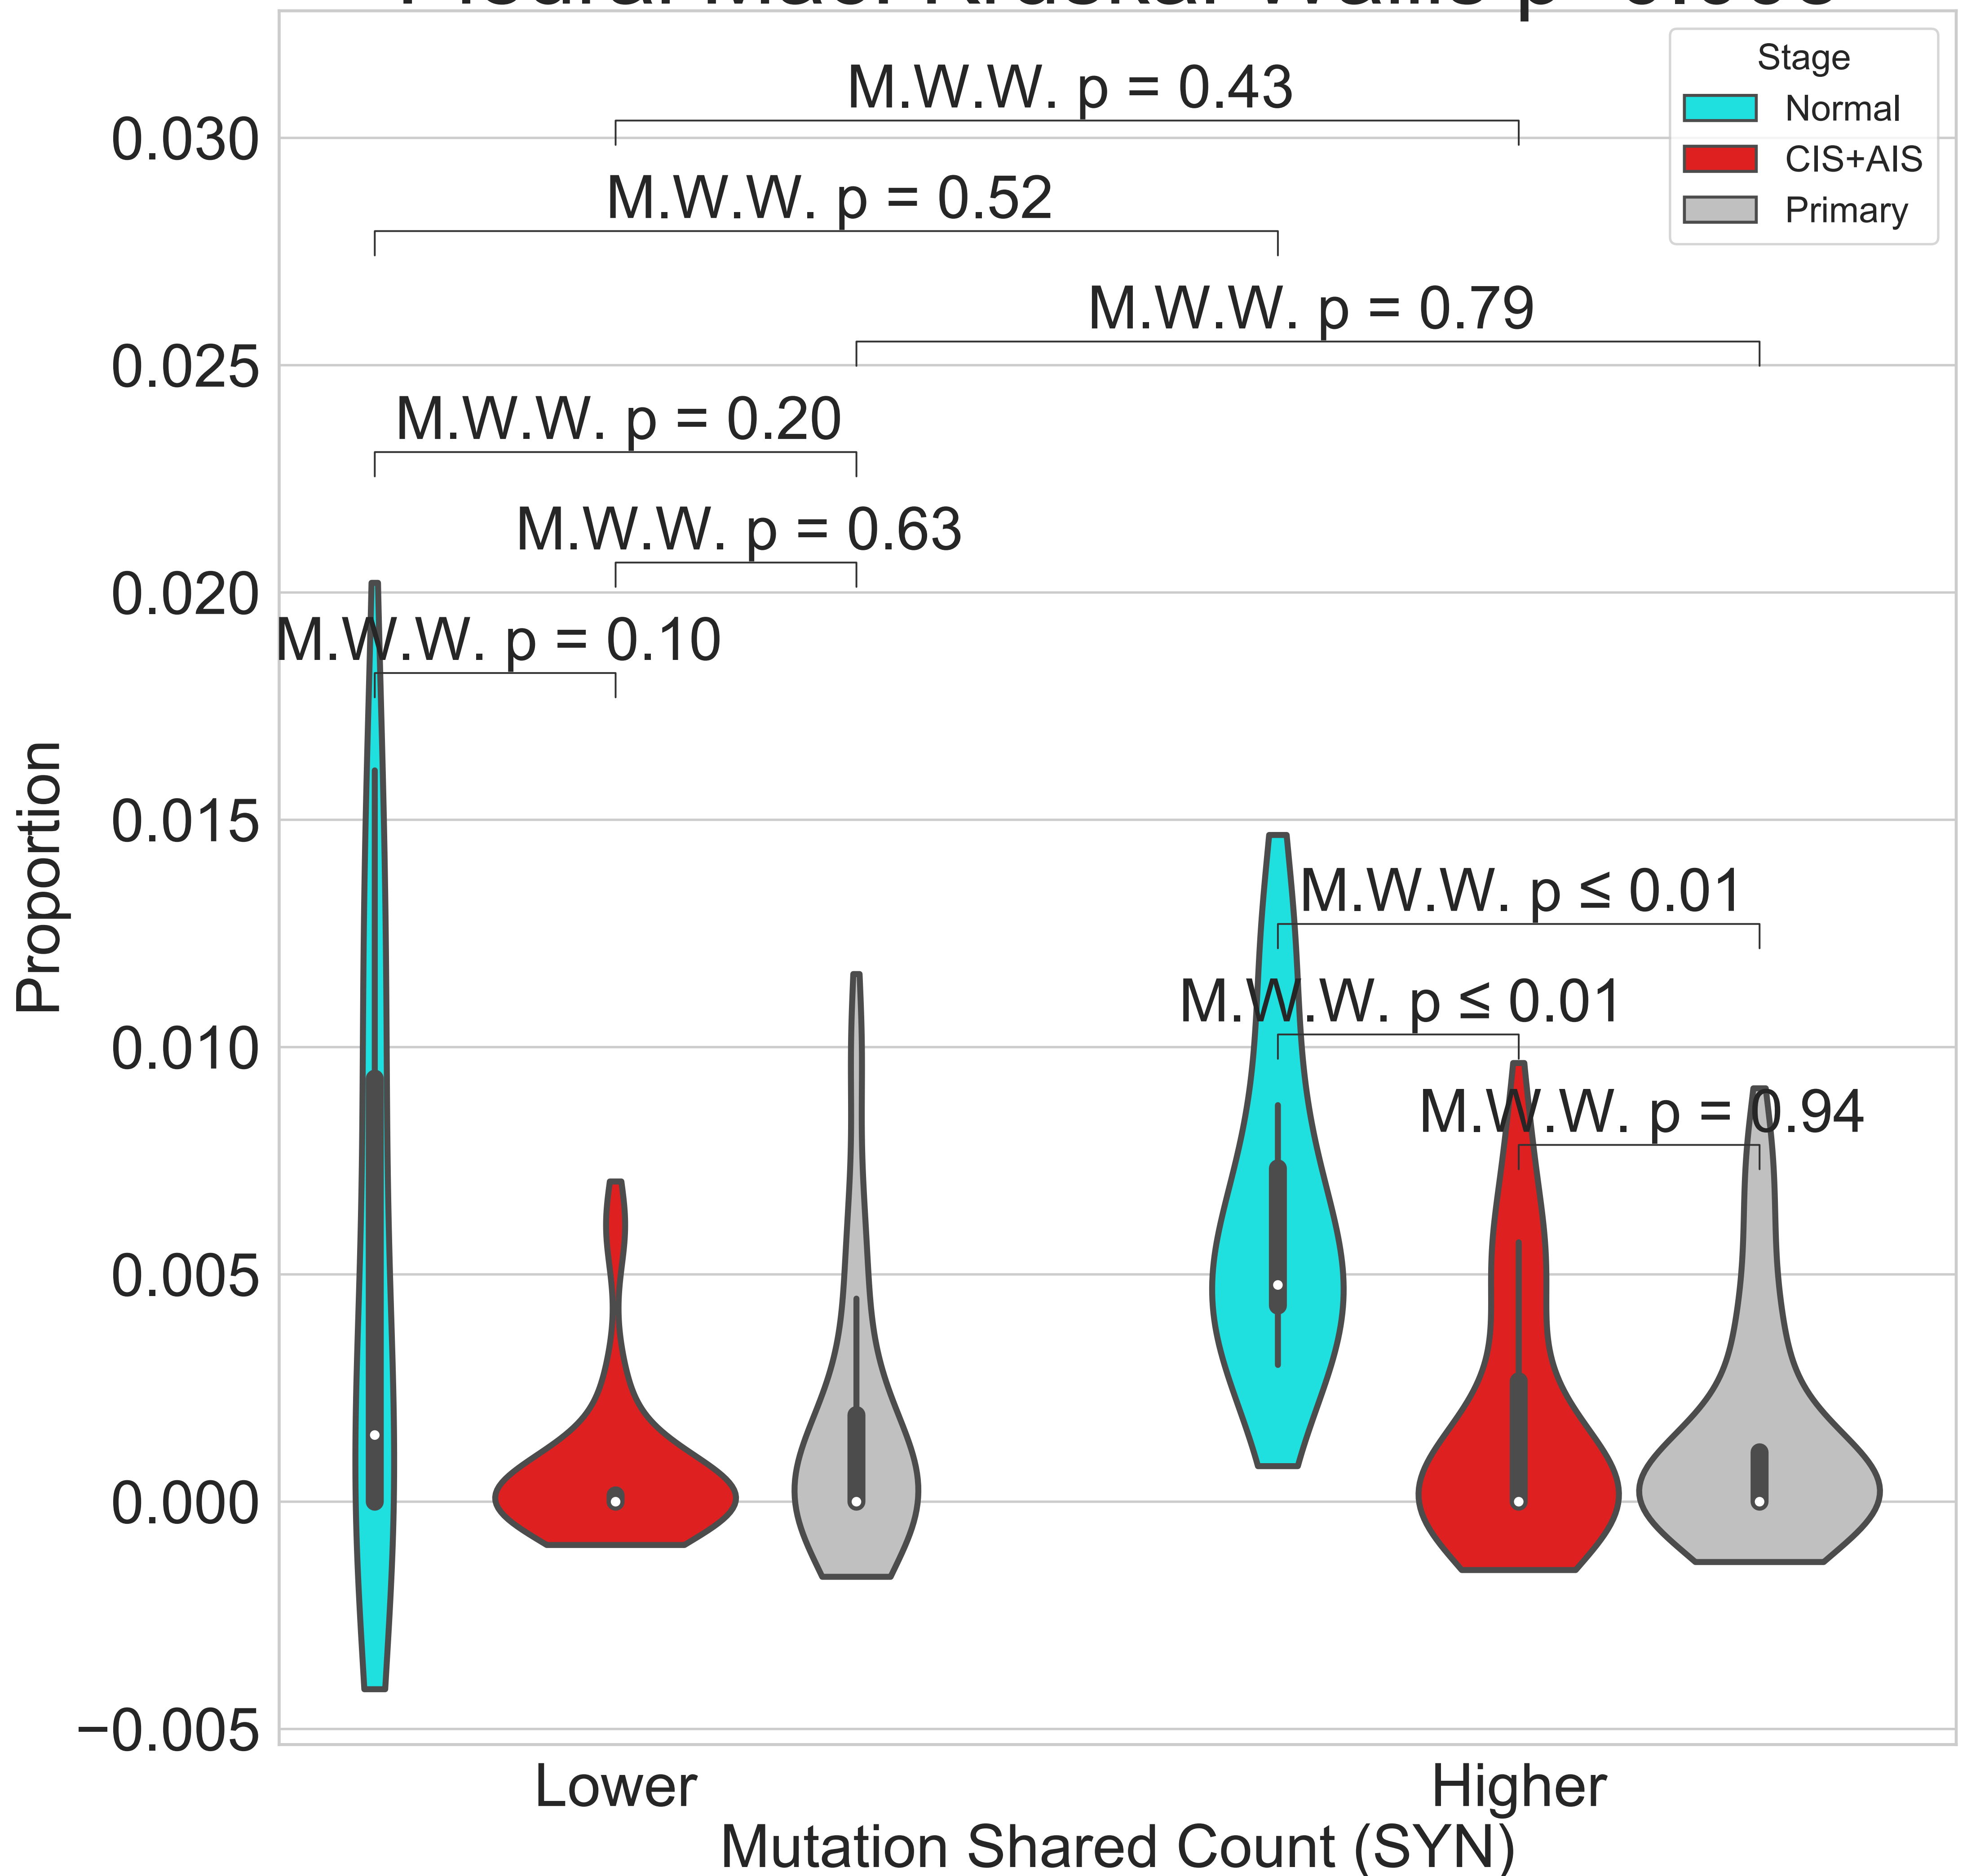 Stage
Normal
CIS+AIS
Primary
M.W.W. p = 0.43
M.W.W. p = 0.52
M.W.W. p = 0.79
M.W.W. p = 0.20
M.W.W. p = 0.63
M.W.W. p = 0.10
M.W.W. p ≤ 0.01
M.W.W. p ≤ 0.01
M.W.W. p = 0.94
0.030
0.025
0.020
0.015
0.010
0.005
0.000
−0.005
Proportion
Lower
Higher
Mutation Shared Count (SYN)